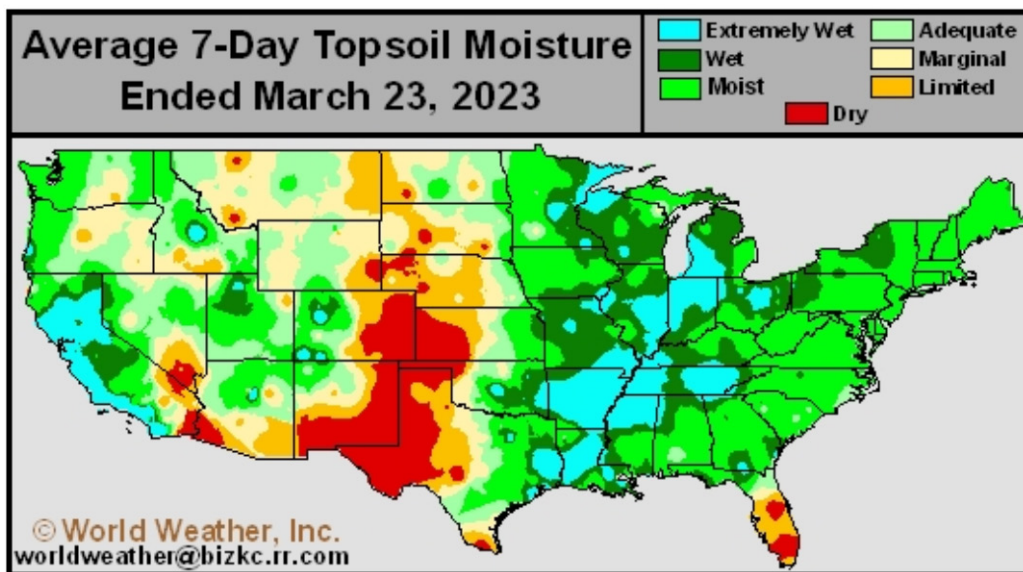 Average 7-Day Topsoil Moisture
Ended March 23, 2023
Extremely Wet
Adequate
Wet
Marginal
Moist
Limited
Dry
© World Weather, Inc.
worldweather@bizkc.rr.com